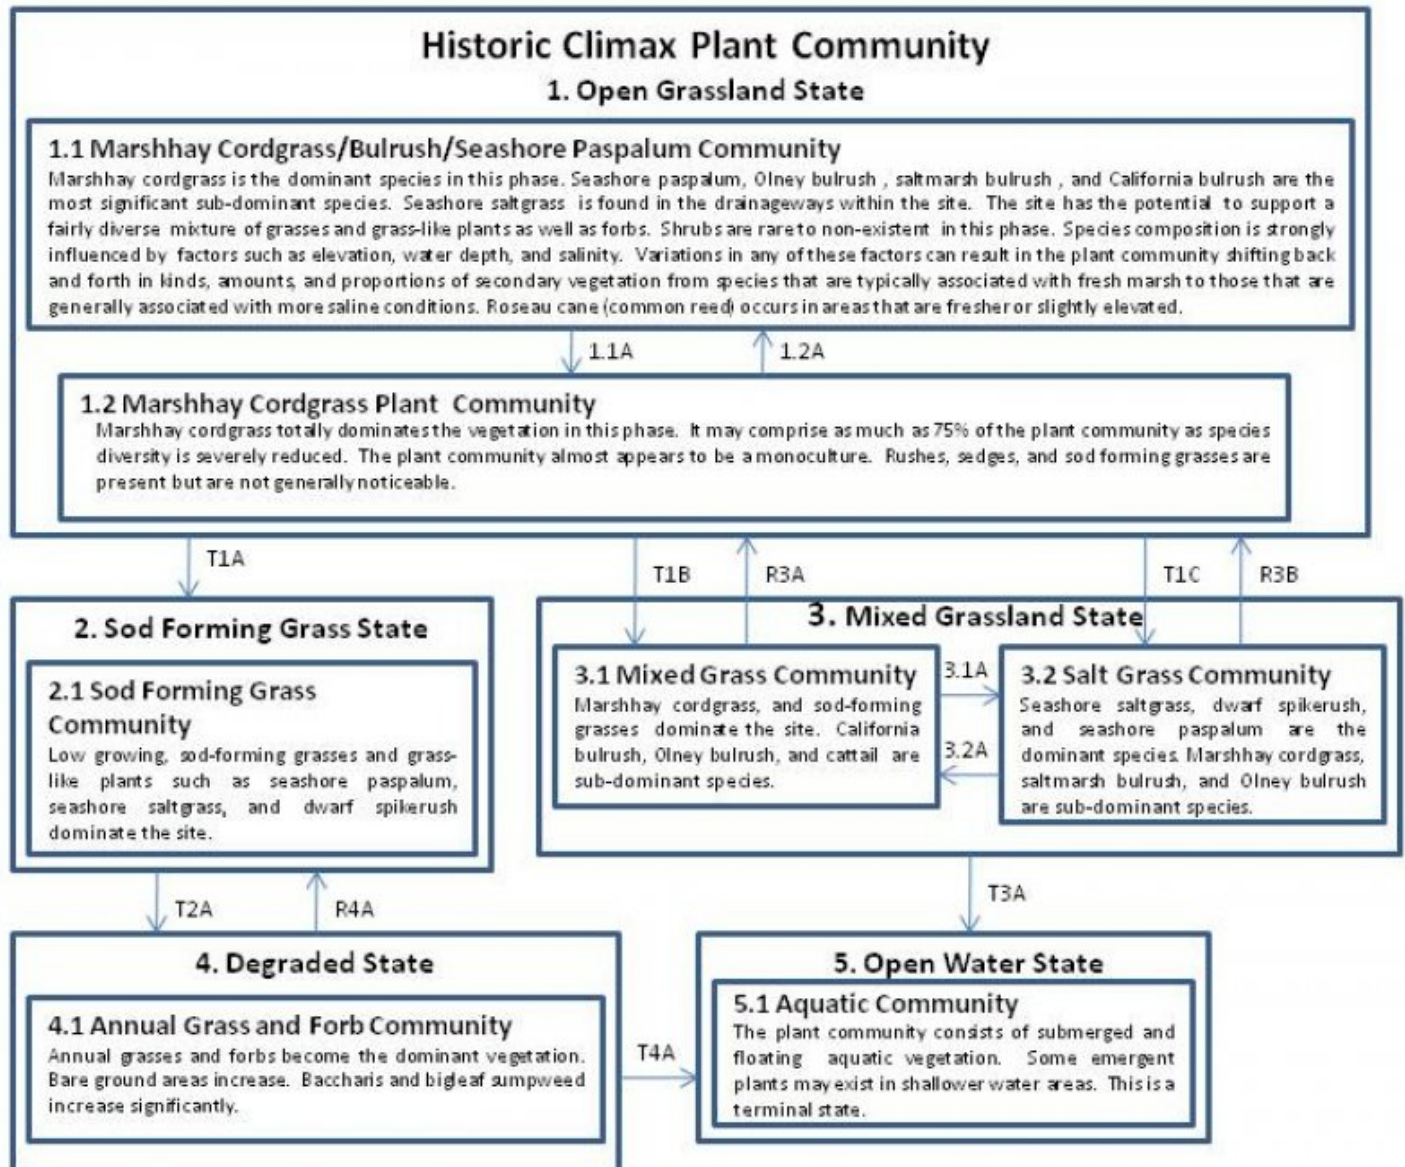 Historic Climax Plant Community
1. Open Grassland State
1.1 Marshhay Cordgrass/Bulrush/Seashore Paspalum Community
Marshhay cordgrass is the dominant species in this phase. Seashore paspalum, Olney bulrush , saltmarsh bulrush , and California bulrush are the
most significant sub-dominant species. Seashore saltgrass is found in the drainageways within the site. The site has the potential to support a
fairly diverse mixture of grasses and grass-like plants as well as forbs. Shrubs are rare to non-existent in this phase. Species composition is strongly
influenced by factors such as elevation, water depth, and salinity. Variations in any of these factors can result in the plant community shifting back
and forth in kinds, amounts, and proportions of secondary vegetation from species that are typically associated with fresh marsh to those that are
generally associated with more saline conditions. Roseau cane (common reed) occurs in areas that are fresher or slightly elevated.
1.1A
1.2A
1.2 Marshhay Cordgrass Plant Community
Marshhay cordgrass totally dominates the vegetation in this phase. It may comprise as much as 75% of the plant community as species
diversity is severely reduced. The plant community almost appears to be a monoculture. Rushes, sedges, and sod forming grasses are
present but are not generally noticeable.
T1A
T1B
R3A
T1C
R3B
2. Sod Forming Grass State
2.1 Sod Forming Grass
Community
Low growing, sod-forming grasses and grass-
like plants such as seashore paspalum,
seashore saltgrass, and dwarf spikerush
dominate the site.
3. Mixed Grassland State
3.1 Mixed Grass Community
Marshhay cordgrass, and sod-forming
grasses dominate the site. California
bulrush, Olney bulrush, and cattail are
sub-dominant species.
3.1A
3.2A
3.2 Salt Grass Community
Seashore saltgrass, dwarf spikerush,
and seashore paspalum are the
dominant species. Marshhay cordgrass,
saltmarsh bulrush, and Olney bulrush
are sub-dominant species.
T2A
R4A
T3A
4. Degraded State
4.1 Annual Grass and Forb Community
Annual grasses and forbs become the dominant vegetation.
Bare ground areas increase. Baccharis and bigleaf sumpweed
increase significantly.
T4A
5. Open Water State
5.1 Aquatic Community
The plant community consists of submerged and
floating aquatic vegetation. Some emergent
plants may exist in shallower water areas. This is a
terminal state.